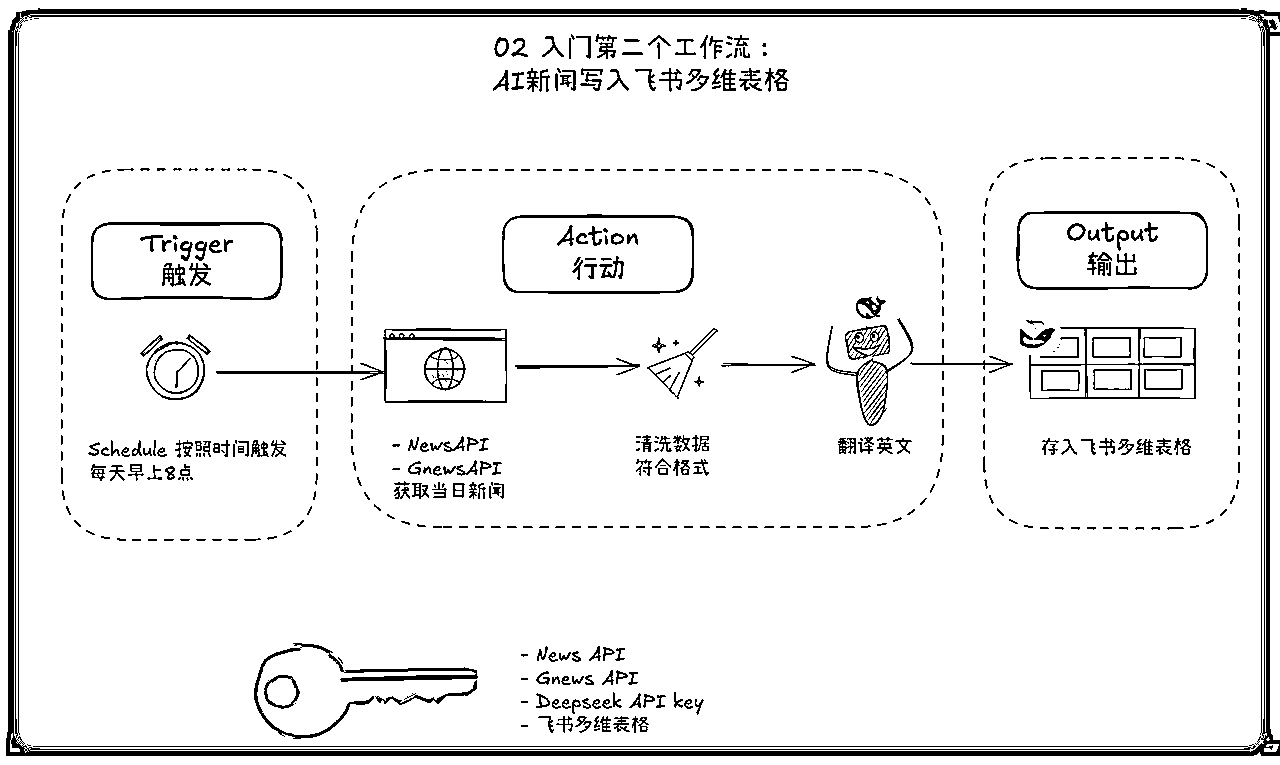 02 入门第二个工作流：
AI新闻写入飞书多维表格
Trigger
触发
Schedule 按照时间触发
每天早上8点
Action
行动
- NewsAPI
- GnewsAPI
获取当日新闻
清洗数据
符合格式
翻译英文
Output
输出
存入飞书多维表格
- News API
- Gnews API
- Deepseek API key
- 飞书多维表格